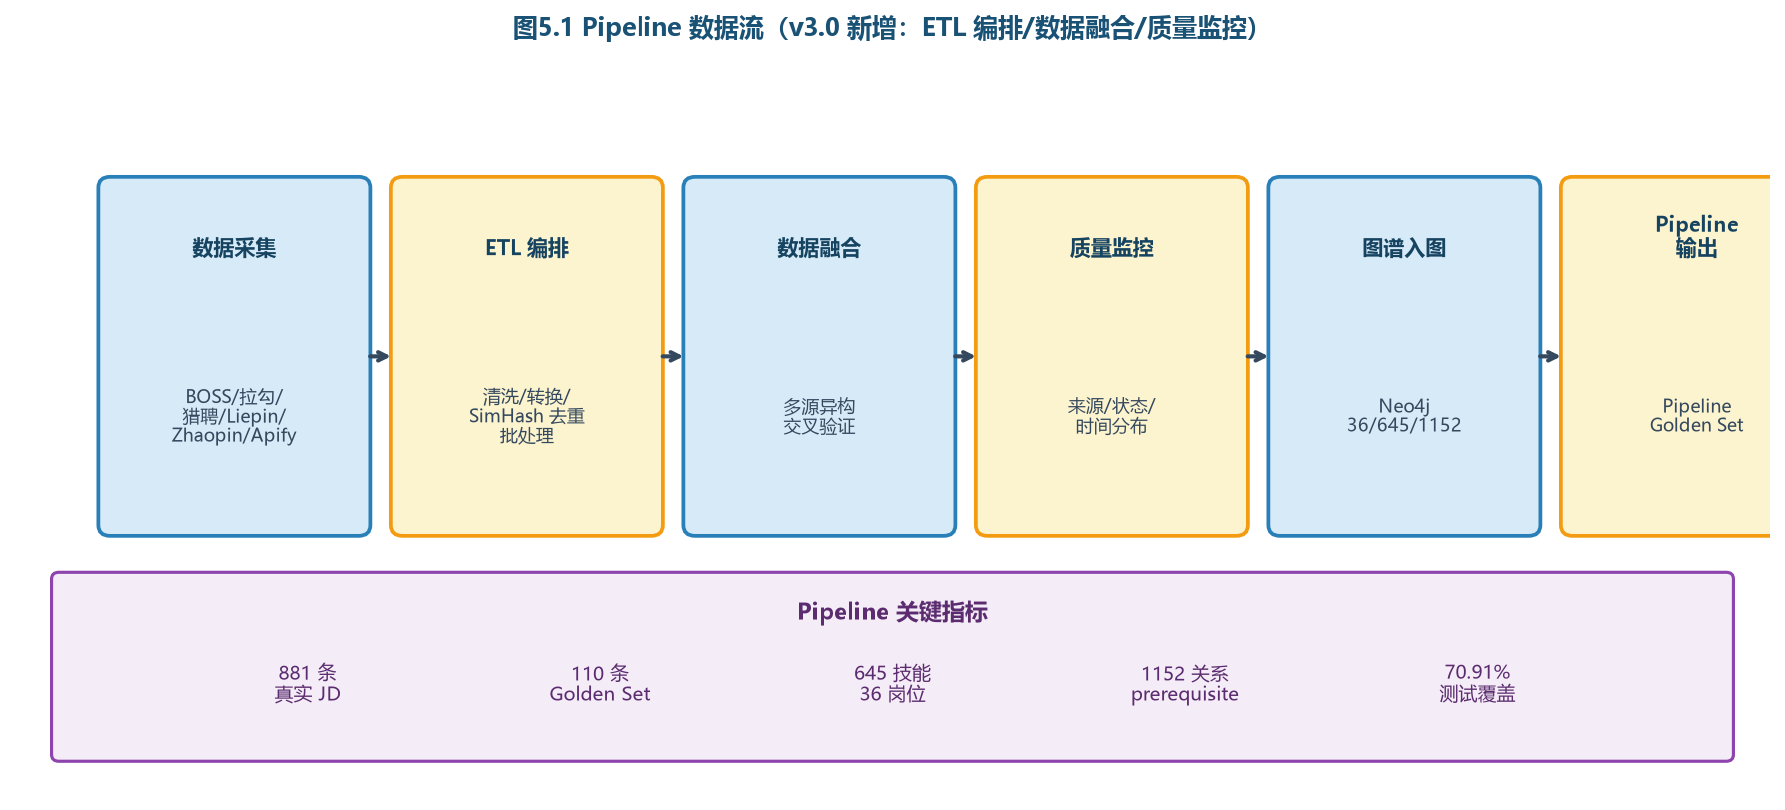 图5.1 Pipeline 数据流（v3.0 新增：ETL 编排/数据融合/质量监控）
数据采集
BOSS/拉勾/
猎聘/Liepin/
Zhaopin/Apify
ETL 编排
清洗/转换/
SimHash 去重
批处理
数据融合
多源异构
交叉验证
质量监控
来源/状态/
时间分布
图谱入图
Neo4j
36/645/1152
Pipeline
输出
Pipeline
Golden Set
Pipeline 关键指标
881 条
真实 JD
110 条
Golden Set
645 技能
36 岗位
1152 关系
prerequisite
70.91%
测试覆盖